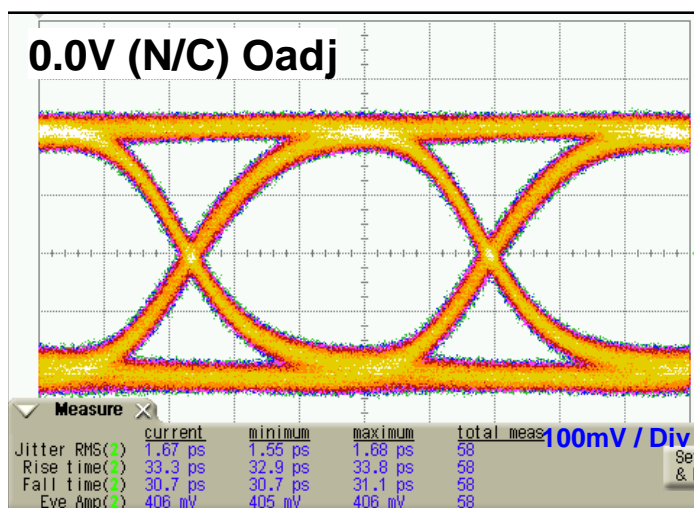 0.0V (N/C) Oadj
Measure
current minimum maximum total meas
100mV / Div
Jitter RMS(2) 1.67 ps 1.55 ps 1.68 ps 58
Rise time(2) 33.3 ps 32.9 ps 33.8 ps 58
Fall time(2) 30.7 ps 30.7 ps 31.1 ps 58
Eye Amp(2) 406 mV 405 mV 406 mV 58
&